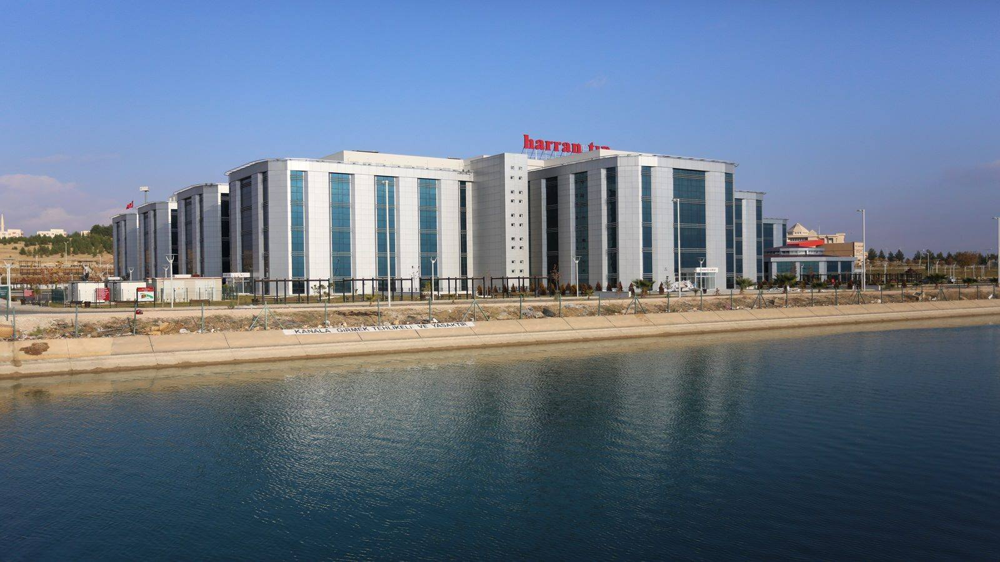 harran tıp
KANALA GİRMEK TEHLİKELİ VE YASAKTIR